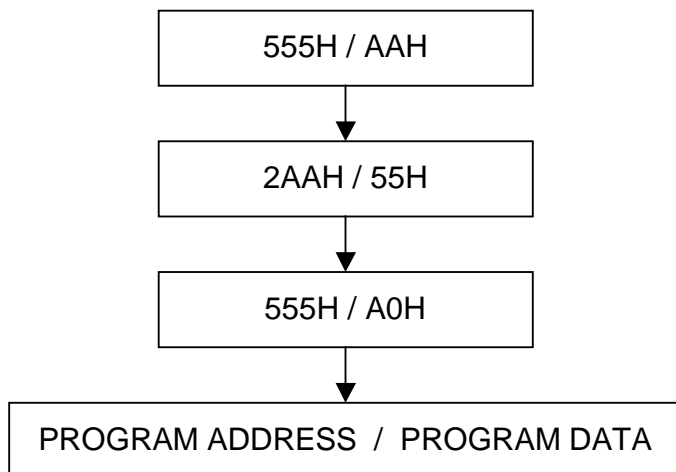 555H / AAH
2AAH / 55H
555H / A0H
PROGRAM ADDRESS / PROGRAM DATA